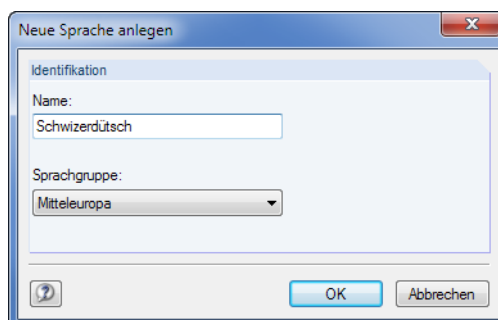 Neue Sprache anlegen
Identifikation
Name:
Schwizerdütsch
Sprachgruppe:
Mitteleuropa
OK
Abbrechen